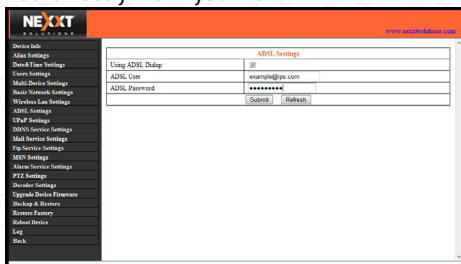 NEXXT
SOLUTIONS
www.nexxtsolutions.com
Device Info
Alias Settings
Date&Time Settings
Users Settings
Multi-Device Settings
Basic Network Settings
Wireless Lan Settings
ADSL Settings
UPnP Settings
DDNS Service Settings
Mail Service Settings
Ftp Service Settings
MSN Settings
Alarm Service Settings
PTZ Settings
Decoder Settings
Upgrade Device Firmware
Backup & Restore
Restore Factory
Reboot Device
Log
Back
ADSL Settings
Using ADSL Dialup
ADSL User
example@ips.com
ADSL Password
•••••••••
Submit
Refresh